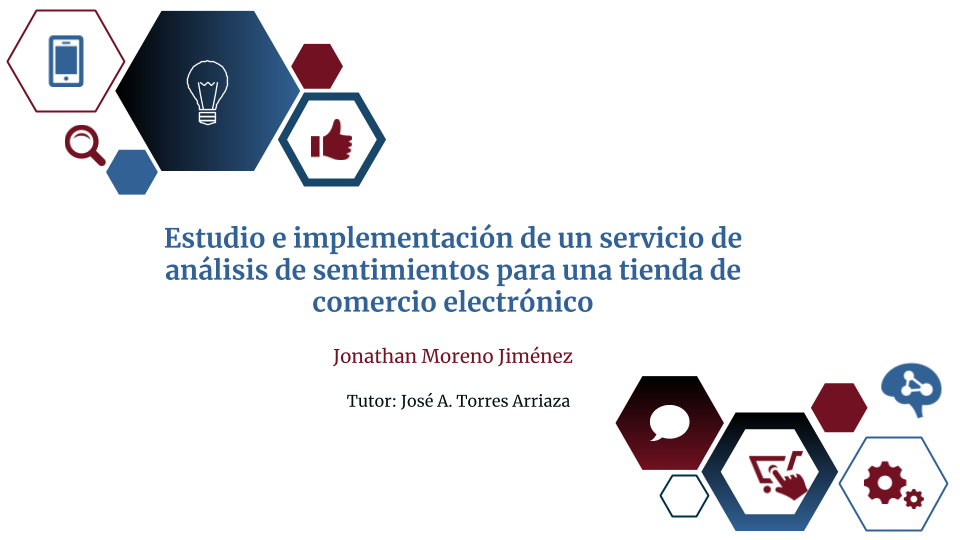 Estudio e implementación de un servicio de
análisis de sentimientos para una tienda de
comercio electrónico
Jonathan Moreno Jiménez
Tutor: José A. Torres Arriaza